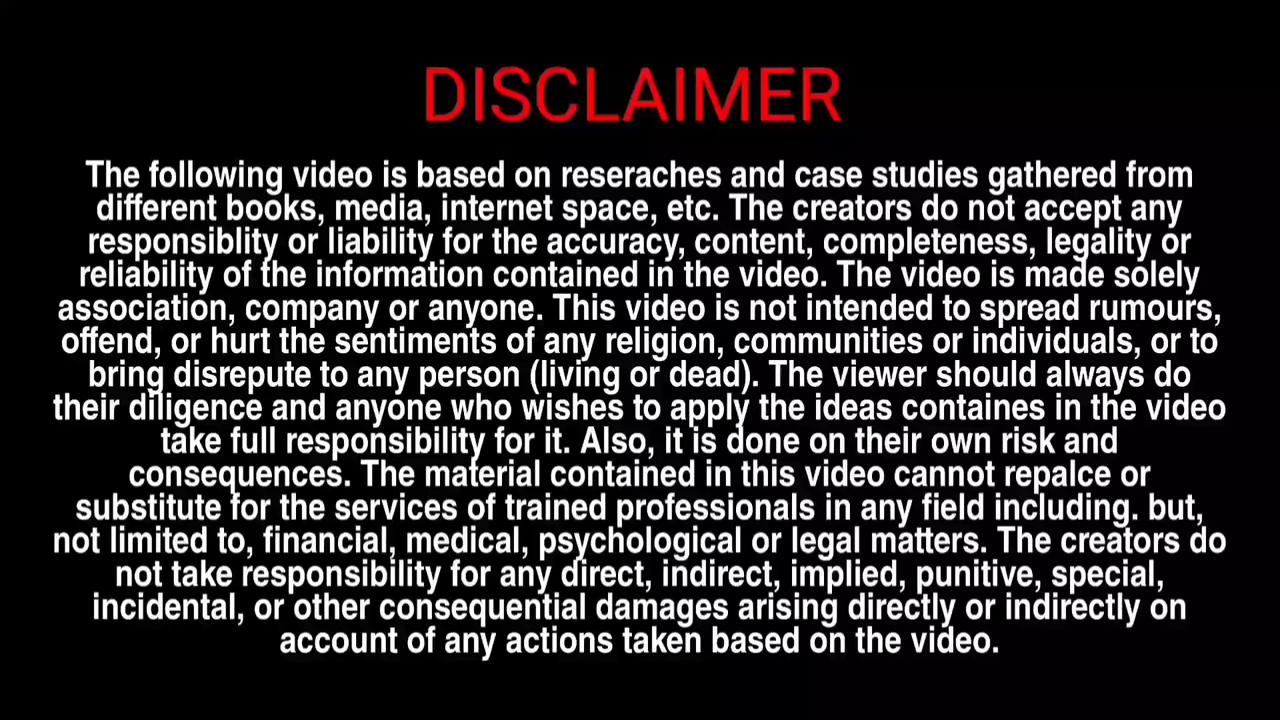 DISCLAIMER
The following video is based on reseraches and case studies gathered from
different books, media, internet space, etc. The creators do not accept any
responsiblity or liability for the accuracy, content, completeness, legality or
reliability of the information contained in the video. The video is made solely
association, company or anyone. This video is not intended to spread rumours,
offend, or hurt the sentiments of any religion, communities or individuals, or to
bring disrepute to any person (living or dead). The viewer should always do
their diligence and anyone who wishes to apply the ideas containes in the video
take full responsibility for it. Also, it is done on their own risk and
consequences. The material contained in this video cannot repalce or
substitute for the services of trained professionals in any field including. but,
not limited to, financial, medical, psychological or legal matters. The creators do
not take responsibility for any direct, indirect, implied, punitive, special,
incidental, or other consequential damages arising directly or indirectly on
account of any actions taken based on the video.